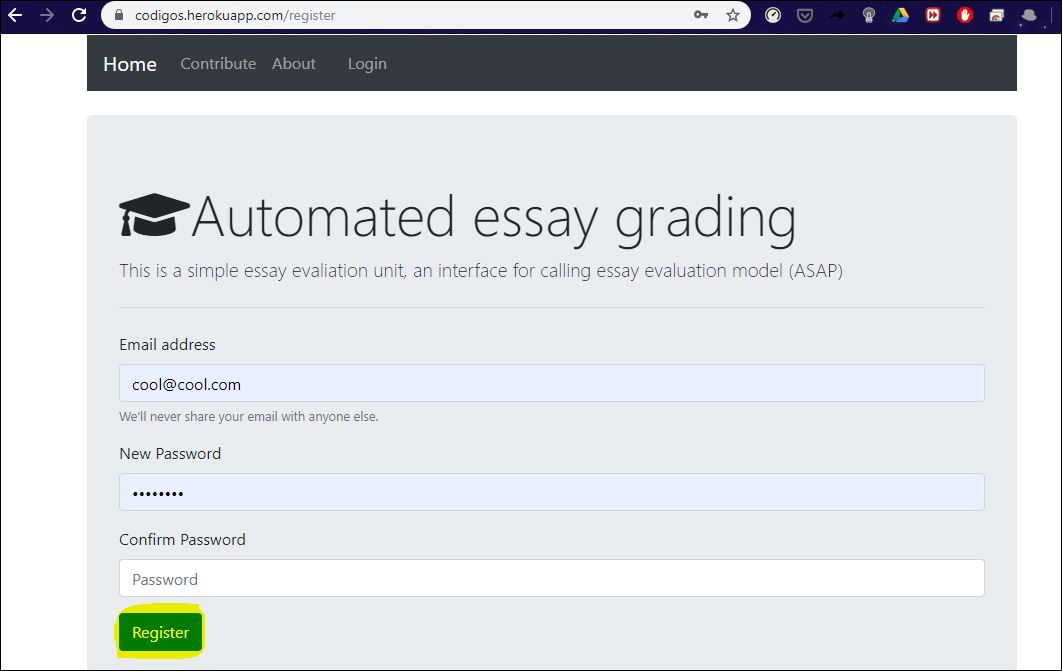 codigos.herokuapp.com/register
Home Contribute About Login
Automated essay grading
This is a simple essay evaliation unit, an interface for calling essay evaluation model (ASAP)
Email address
cool@cool.com
We'll never share your email with anyone else.
New Password
••••••••
Confirm Password
Password
Register